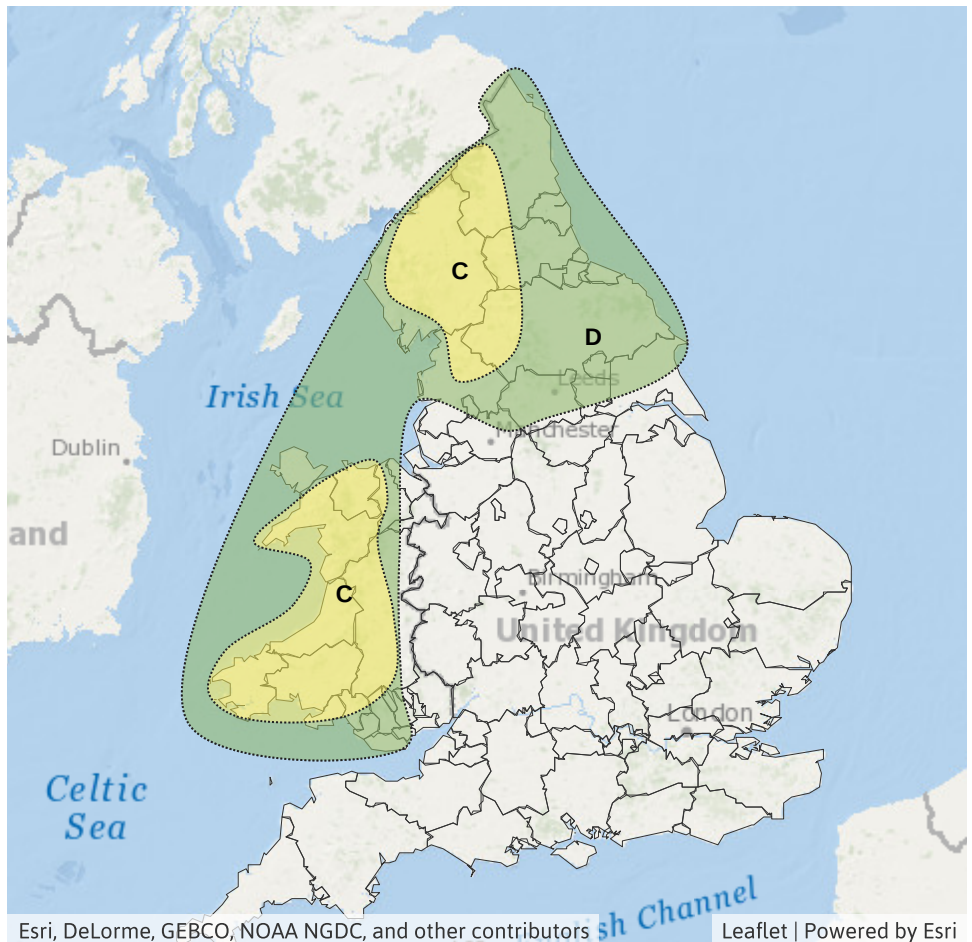 C
D
Leeds
Irish Sea
Manchester
Dublin
and
Birmingham
C
United Kingdom
London
Celtic
Sea
sh Channel
Esri, DeLorme, GEBCO, NOAA NGDC, and other contributors
Leaflet | Powered by Esri